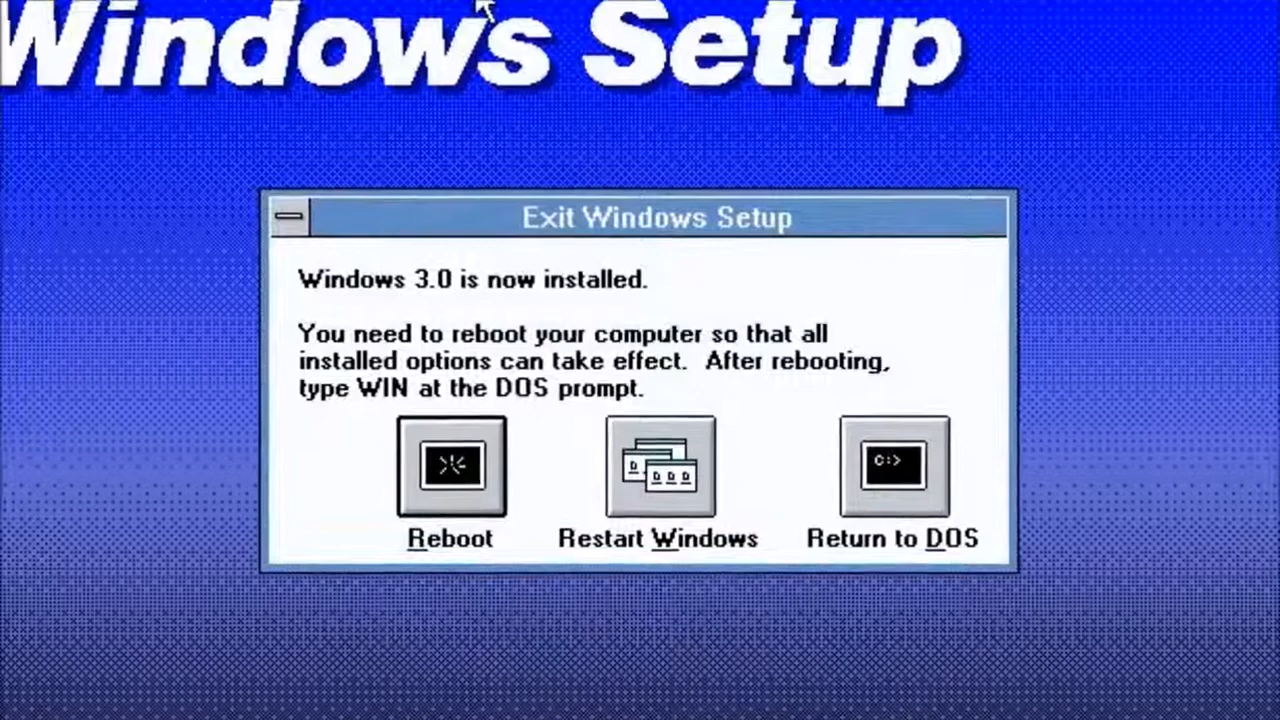 Windows Setup
Exit Windows Setup
Windows 3.0 is now installed.
You need to reboot your computer so that all
installed options can take effect. After rebooting,
type WIN at the DOS prompt.
C:>
Reboot
Restart Windows
Return to DOS